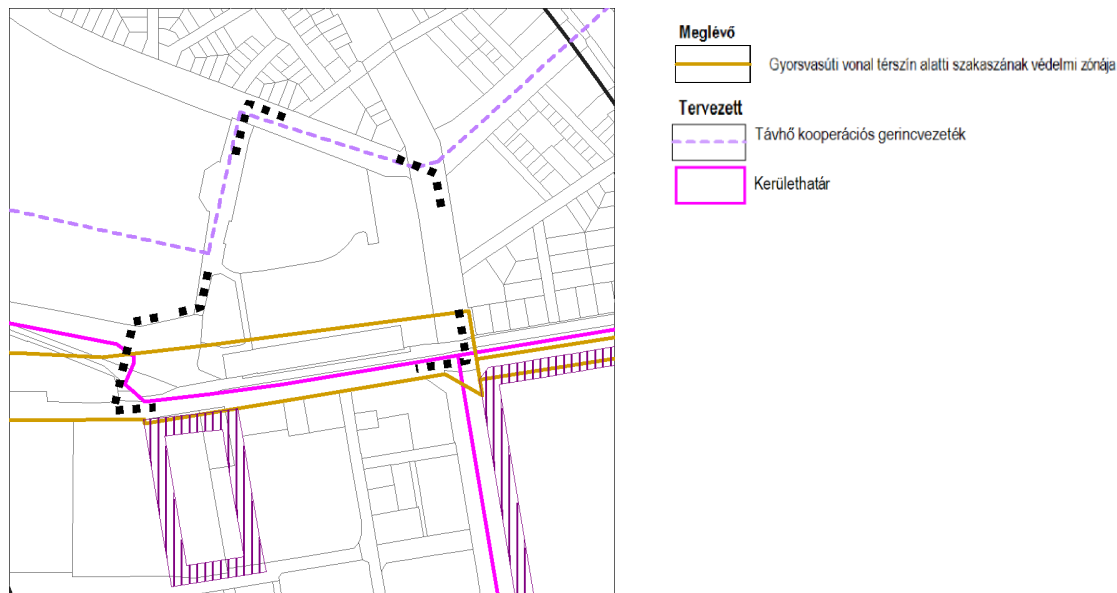 Meglévő
Gyorsvasúti vonal térszín alatti szakaszának védelmi zónája
Tervezett
Távhő kooperációs gerincvezeték
Kerülethatár